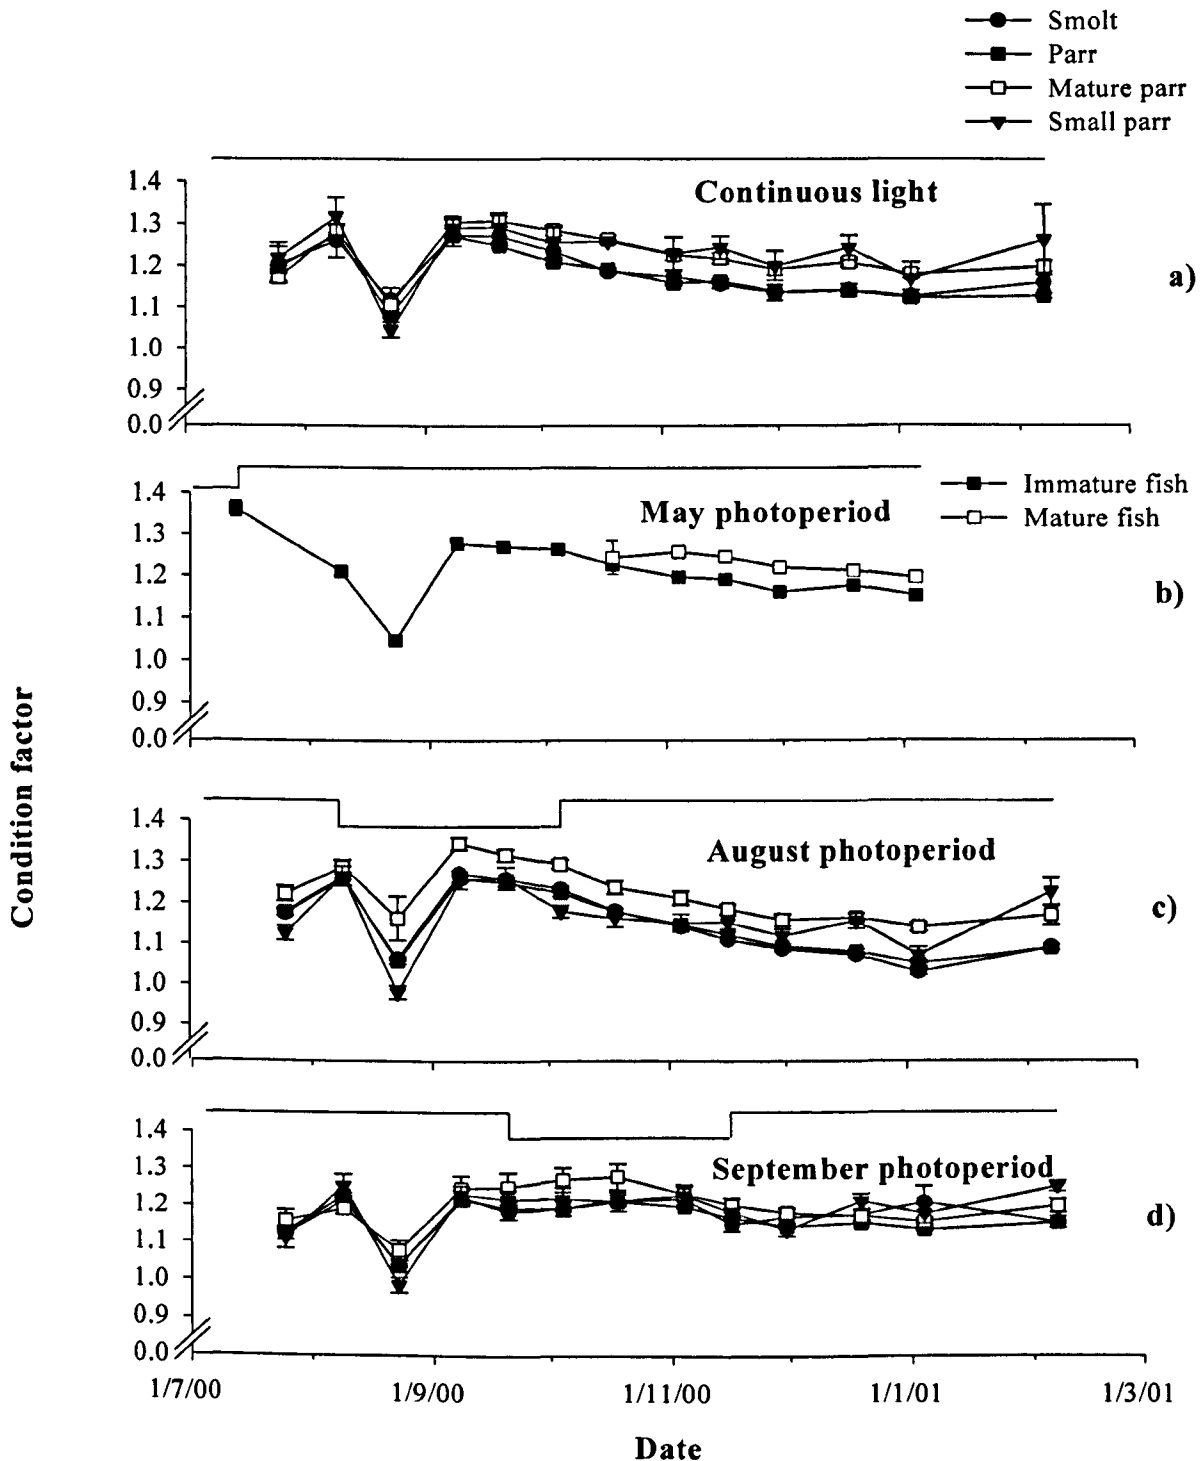 Smolt
Parr
Mature parr
Small parr
Continuous light
1.4
1.3
1.2
1.1
1.0
0.9
0.0
a)
Immature fish
Mature fish
May photoperiod
1.4
1.3
1.2
1.1
1.0
0.9
0.0
b)
Condition factor
August photoperiod
1.4
1.3
1.2
1.1
1.0
0.9
0.0
c)
September photoperiod
1.4
1.3
1.2
1.1
1.0
0.9
0.0
d)
1/7/00 1/9/00 1/11/00 1/1/01 1/3/01
Date